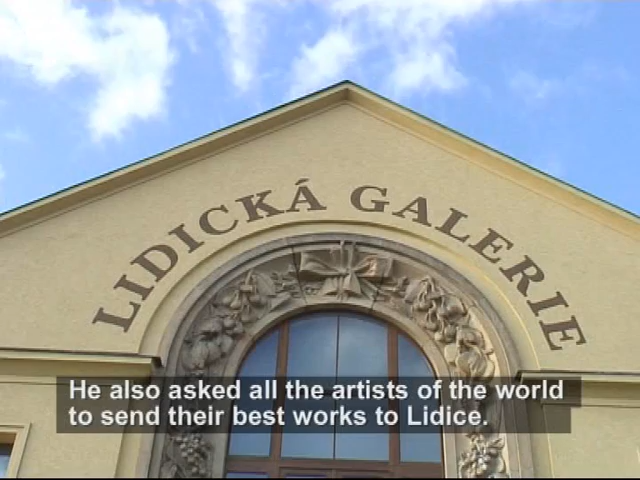 LIDICKÁ GALERIE
He also asked all the artists of the world
to send their best works to Lidice.